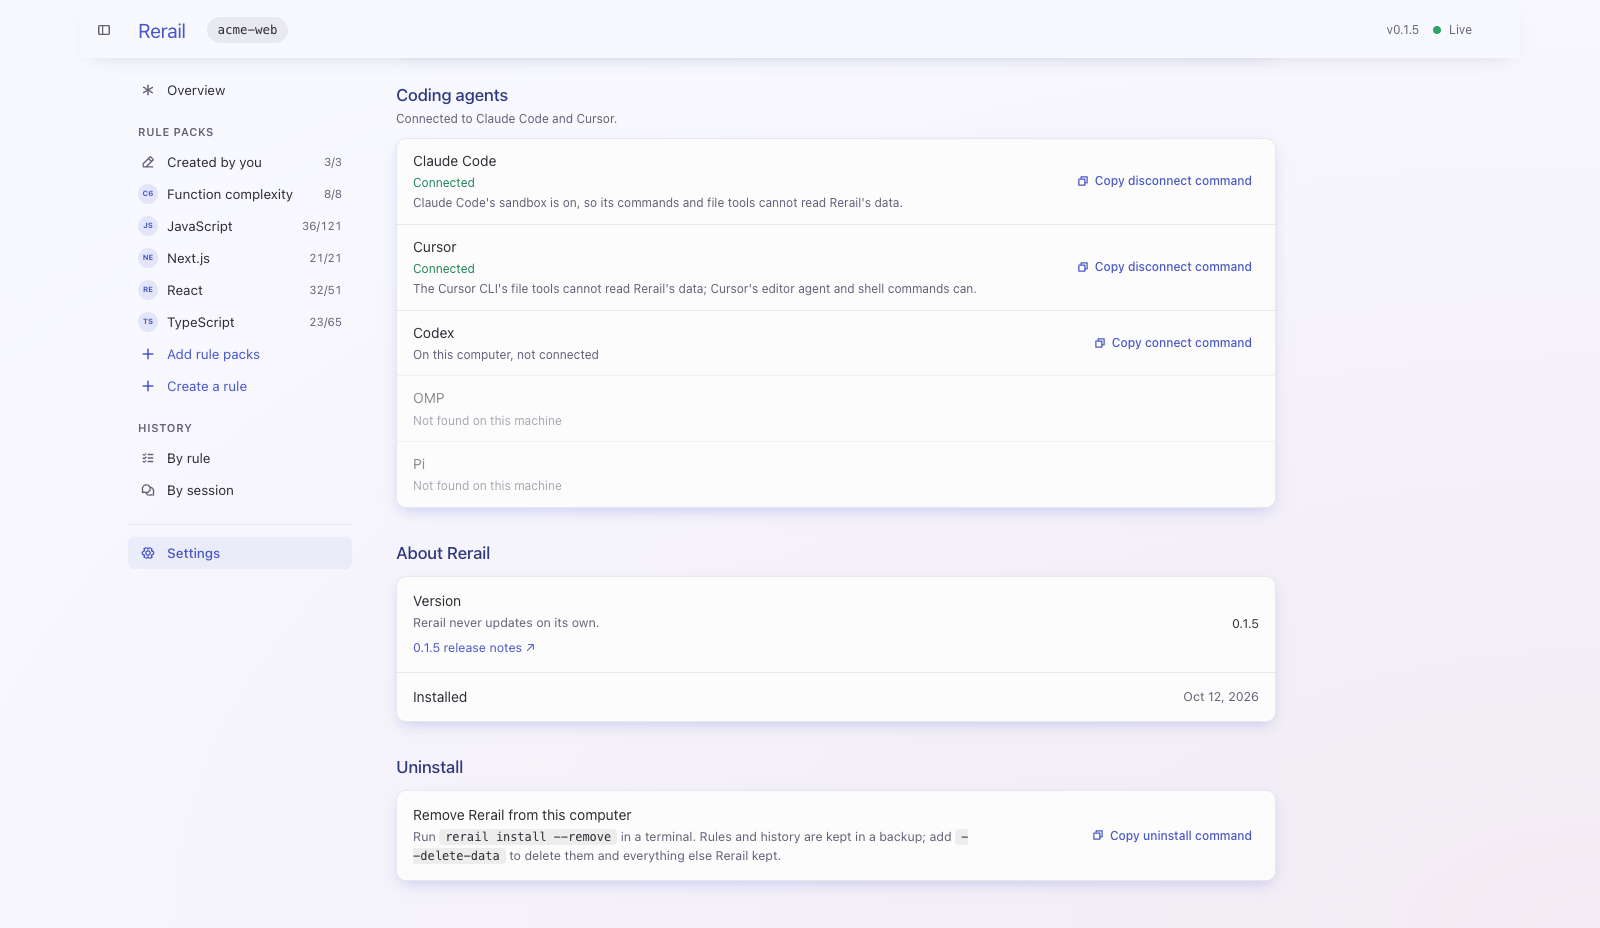 Rerail
acme-web
v0.1.5
Live
Overview
RULE PACKS
Created by you 3/3
C6 Function complexity 8/8
JS JavaScript 36/121
NE Next.js 21/21
RE React 32/51
TS TypeScript 23/65
Add rule packs
Create a rule
HISTORY
By rule
By session
Settings
Coding agents
Connected to Claude Code and Cursor.
Claude Code
Connected
Claude Code's sandbox is on, so its commands and file tools cannot read Rerail's data.
Copy disconnect command
Cursor
Connected
The Cursor CLI's file tools cannot read Rerail's data; Cursor's editor agent and shell commands can.
Copy disconnect command
Codex
On this computer, not connected
Copy connect command
OMP
Not found on this machine
Pi
Not found on this machine
About Rerail
Version
Rerail never updates on its own.
0.1.5
0.1.5 release notes ↗
Installed
Oct 12, 2026
Uninstall
Remove Rerail from this computer
Run rerail install --remove in a terminal. Rules and history are kept in a backup; add -
-delete-data to delete them and everything else Rerail kept.
Copy uninstall command